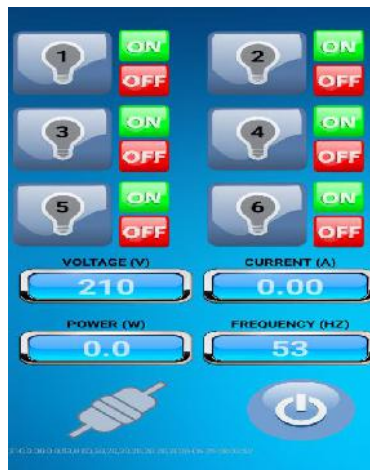 1 ON 2 ON
OFF OFF
3 ON 4 ON
OFF OFF
5 ON 6 ON
OFF OFF
VOLTAGE (V) CURRENT (A)
210 0.00
POWER (W) FREQUENCY (HZ)
0.0 53